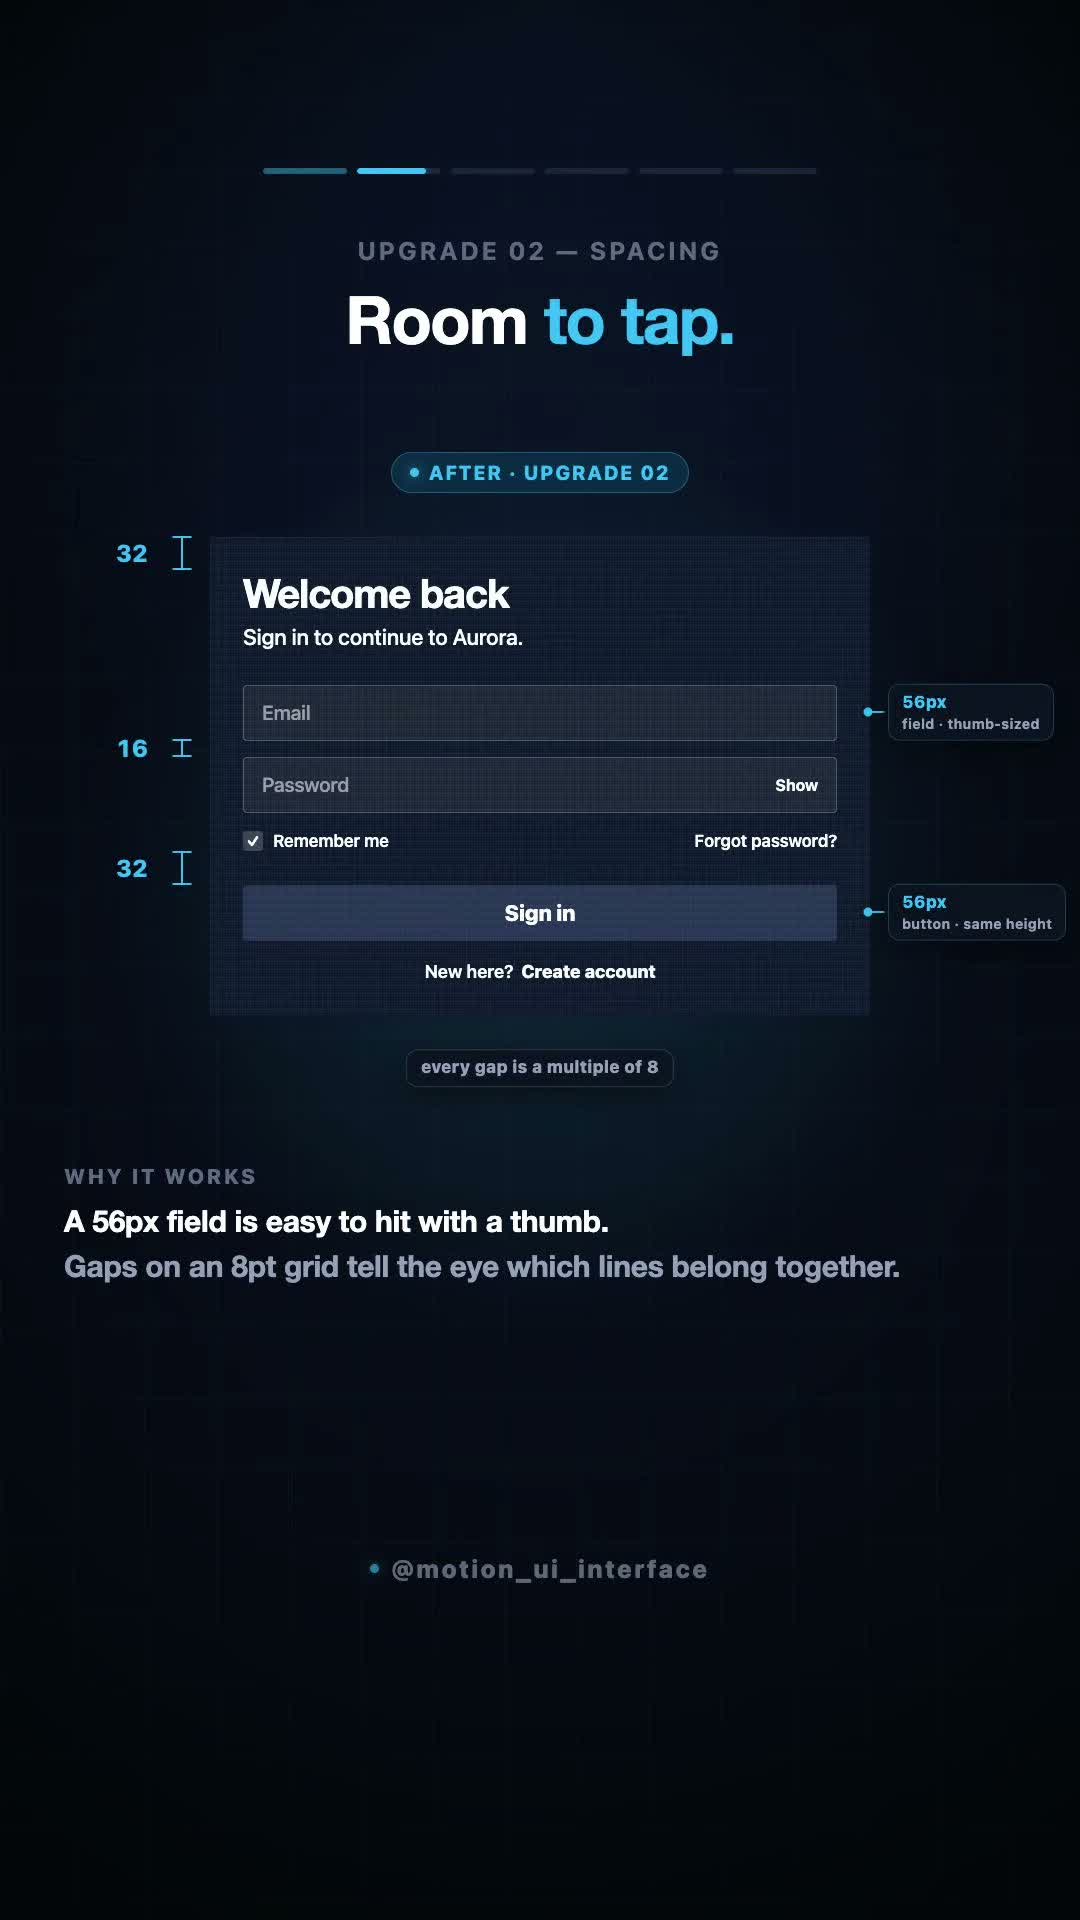 UPGRADE 02 — SPACING
Room to tap.
AFTER · UPGRADE 02
32
Welcome back
Sign in to continue to Aurora.
Email
56px
field · thumb-sized
16
Password
Show
Remember me
Forgot password?
32
Sign in
56px
button · same height
New here? Create account
every gap is a multiple of 8
WHY IT WORKS
A 56px field is easy to hit with a thumb.
Gaps on an 8pt grid tell the eye which lines belong together.
@motion_ui_interface